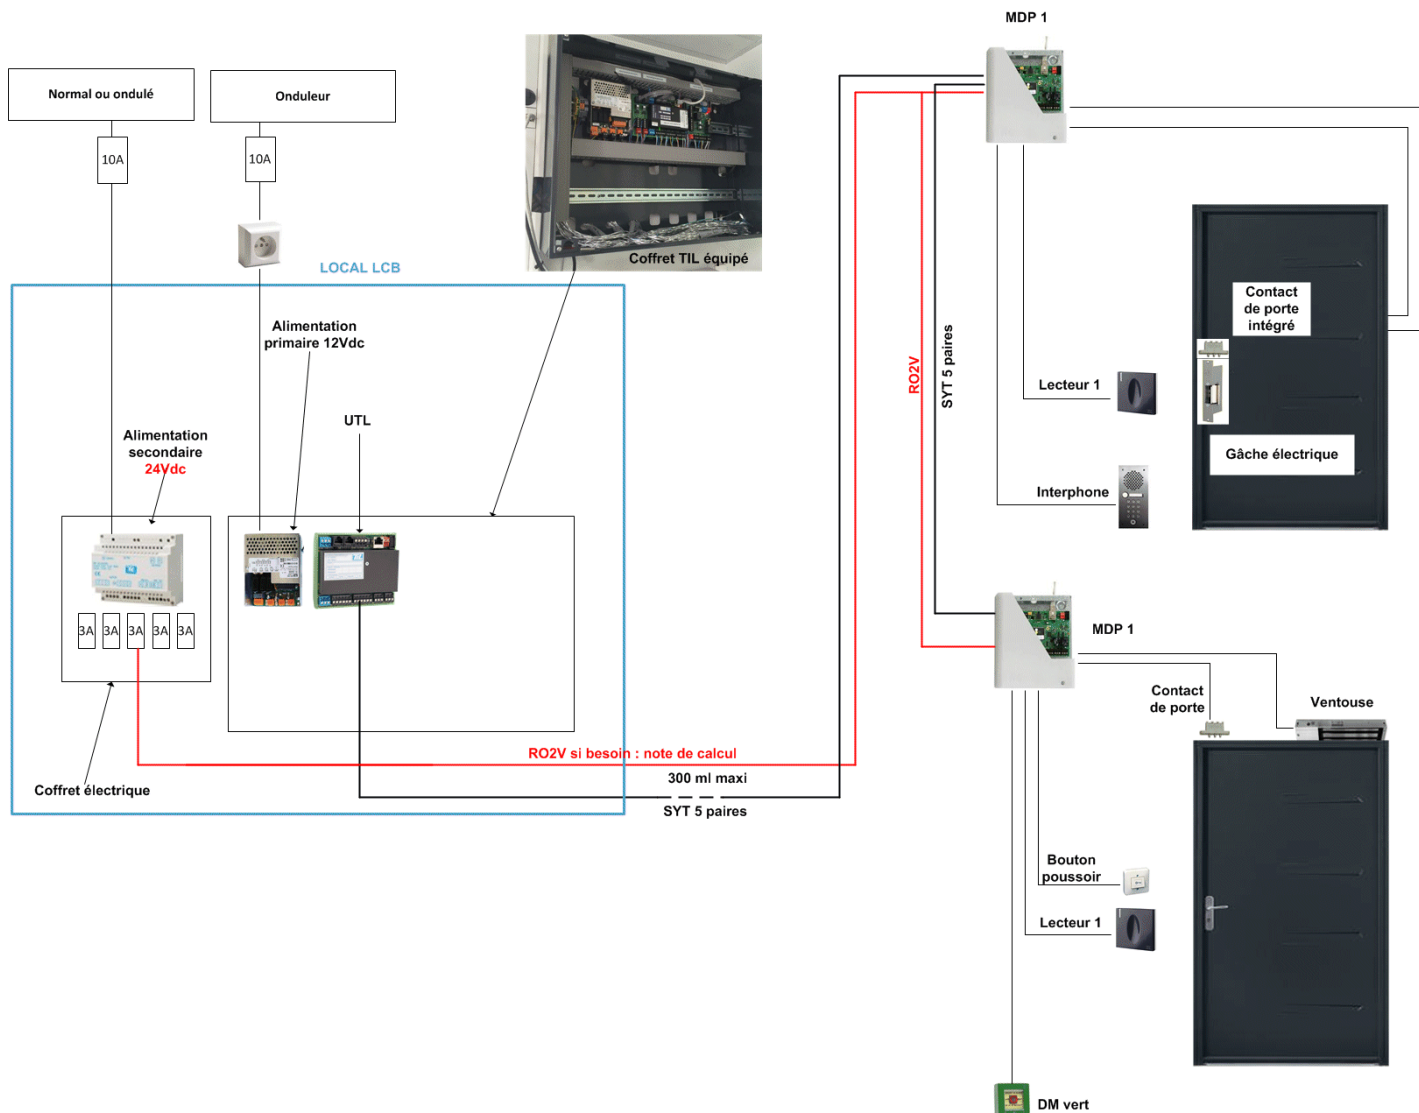 MDP 1
Normal ou ondulé
Onduleur
10A
10A
Coffret TIL équipé
LOCAL LCB
Alimentation
primaire 12Vdc
UTL
Alimentation
secondaire
24Vdc
3A
3A
3A
3A
3A
Coffret électrique
RO2V si besoin : note de calcul
300 ml maxi
SYT 5 paires
RO2V
SYT 5 paires
Contact
de porte
intégré
Lecteur 1
Gâche électrique
Interphone
MDP 1
Contact
de porte
Ventouse
Bouton
poussoir
Lecteur 1
DM vert